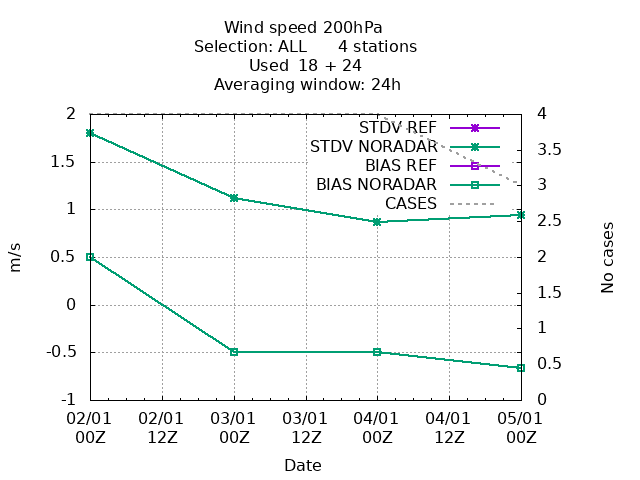 Wind speed 200hPa
Selection: ALL      4 stations
Used  18 + 24
Averaging window: 24h
STDV REF
STDV NORADAR
BIAS REF
BIAS NORADAR
CASES
2
1.5
1
0.5
0
-0.5
-1
m/s
4
3.5
3
2.5
2
1.5
1
0.5
0
No cases
02/01 02/01 03/01 03/01 04/01 04/01 05/01
00Z 12Z 00Z 12Z 00Z 12Z 00Z
Date